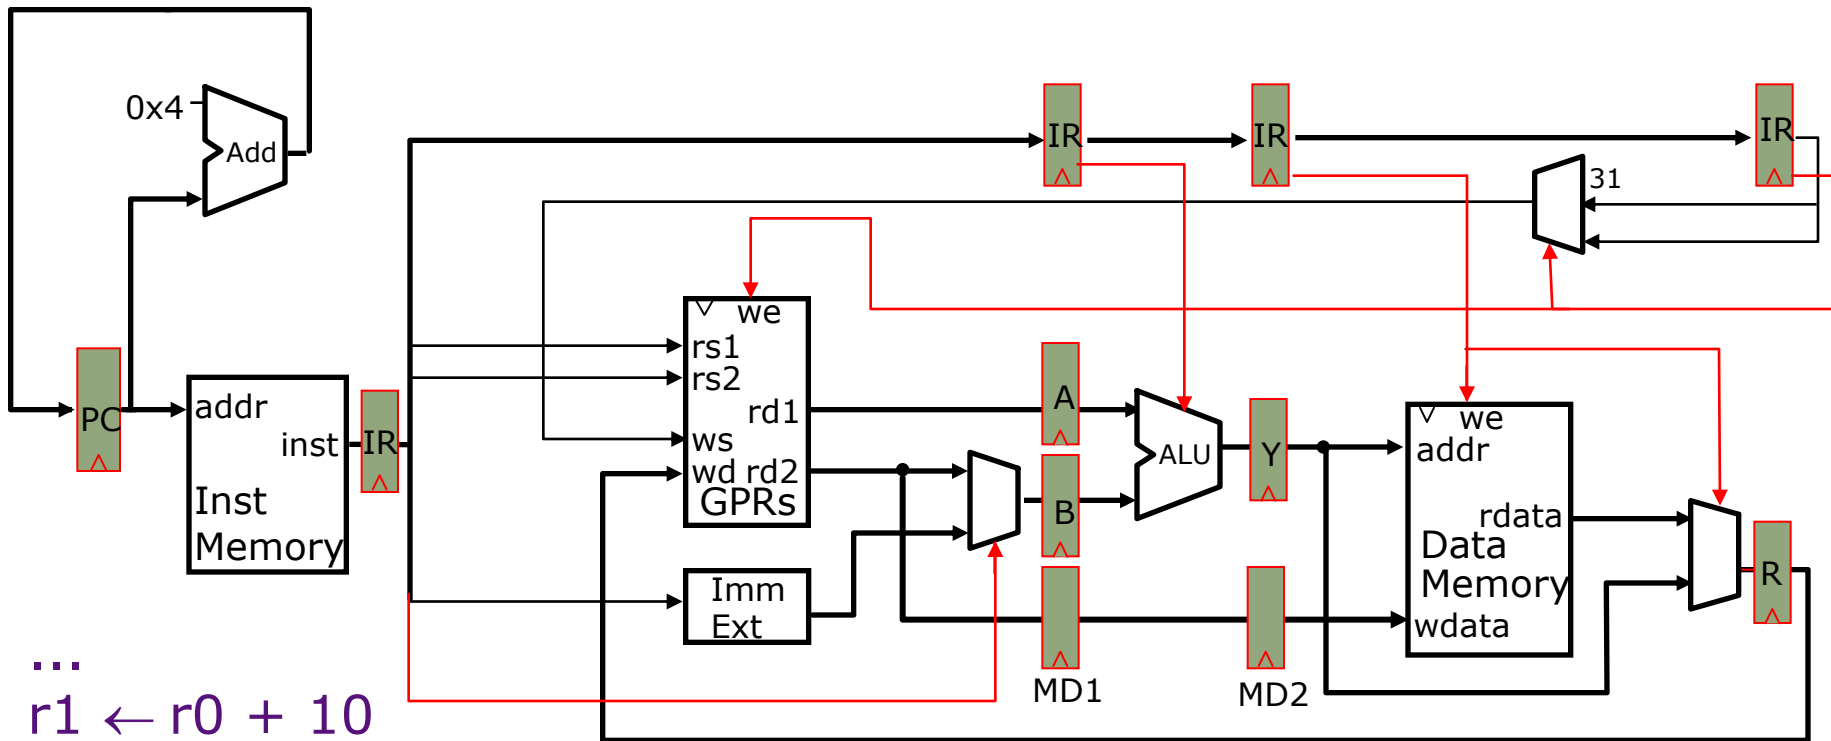 0x4
Add
IR
IR
IR
31
we
rs1
rs2
rd1
ws
wd rd2
GPRs
PC
addr
inst
Inst
Memory
IR
A
B
ALU
Y
we
addr
rdata
Data
Memory
wdata
R
Imm
Ext
MD1
MD2
...
r1 ← r0 + 10